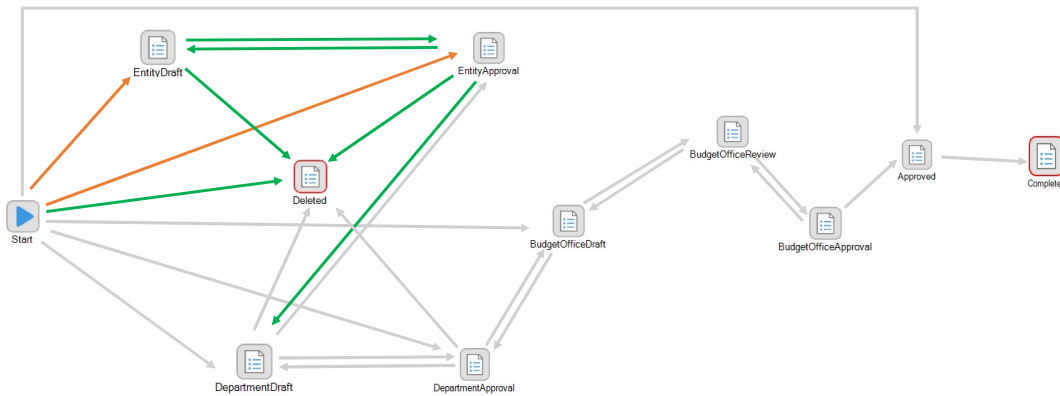 EntityDraft
EntityApproval
Deleted
Start
BudgetOfficeReview
Approved
Complete
BudgetOfficeDraft
BudgetOfficeApproval
DepartmentDraft
DepartmentApproval